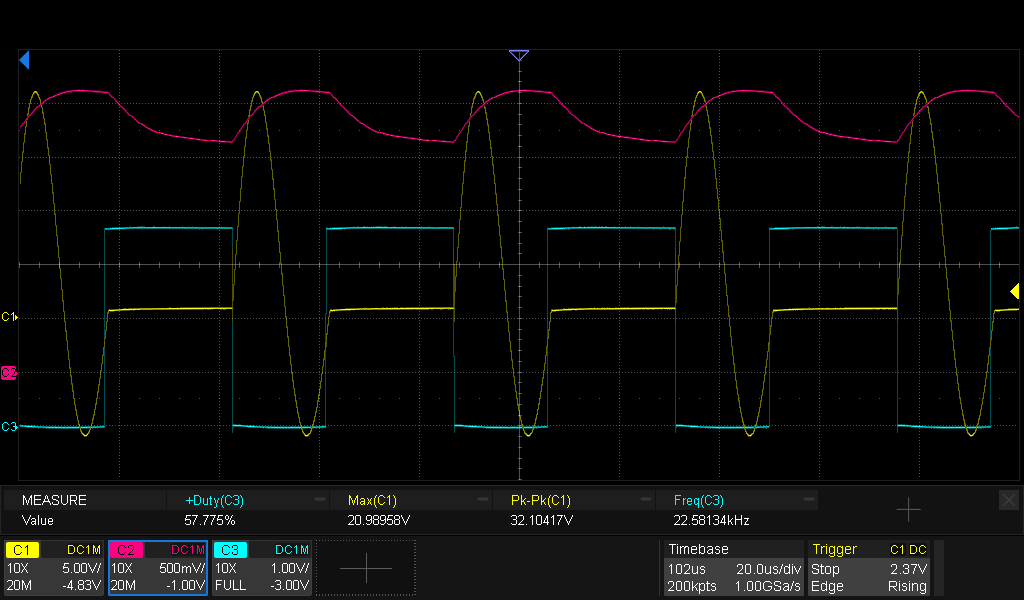 C1
C2
C3
MEASURE +Duty(C3) Max(C1) Pk-Pk(C1) Freq(C3)
Value 57.775% 20.98958V 32.10417V 22.58134kHz
C1 DC1M C2 DC1M C3 DC1M Timebase Trigger C1 DC
10X 5.00V/ 10X 500mV/ 10X 1.00V/ 102us 20.0us/div Stop 2.37V
20M -4.83V 20M -1.00V FULL -3.00V 200kpts 1.00GSa/s Edge Rising